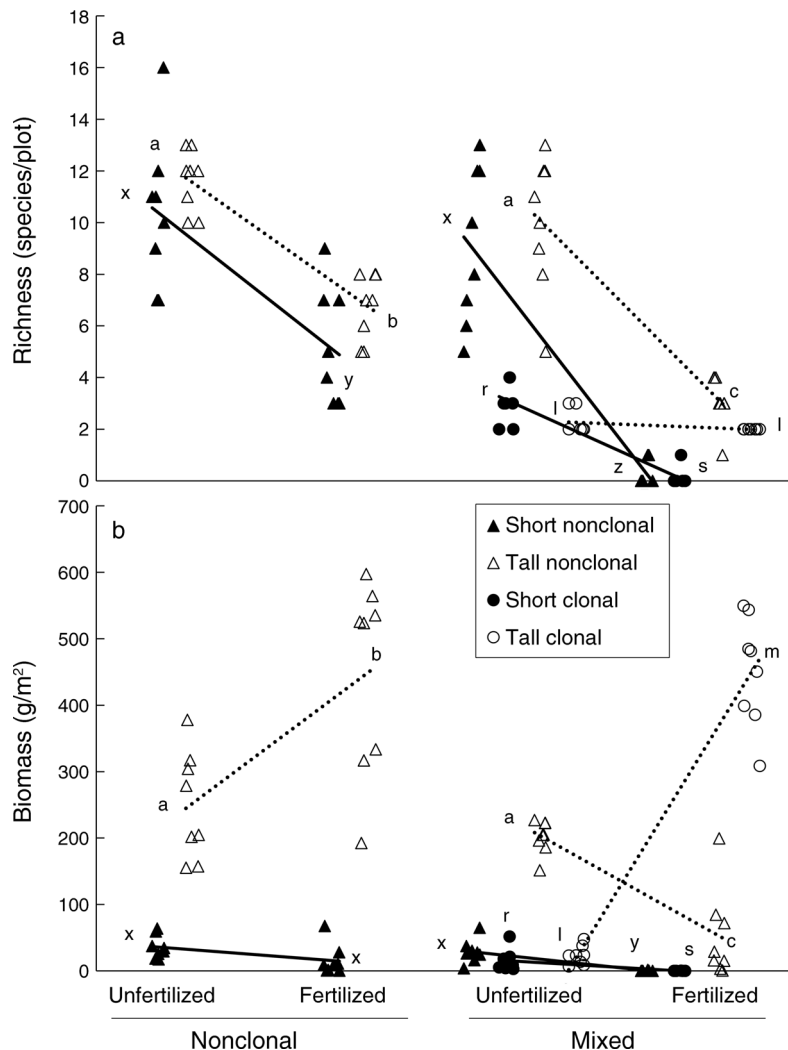 a
18
16
14
12
10
8
6
4
2
0
Richness (species/plot)
a
x
b
y
x
a
r
l
c
l
z
s
b
700
600
500
400
300
200
100
0
Biomass (g/m²)
Short nonclonal
Tall nonclonal
Short clonal
Tall clonal
a
b
x
x
a
m
r
l
x
y
s
c
Unfertilized Fertilized Unfertilized Fertilized
Nonclonal Mixed